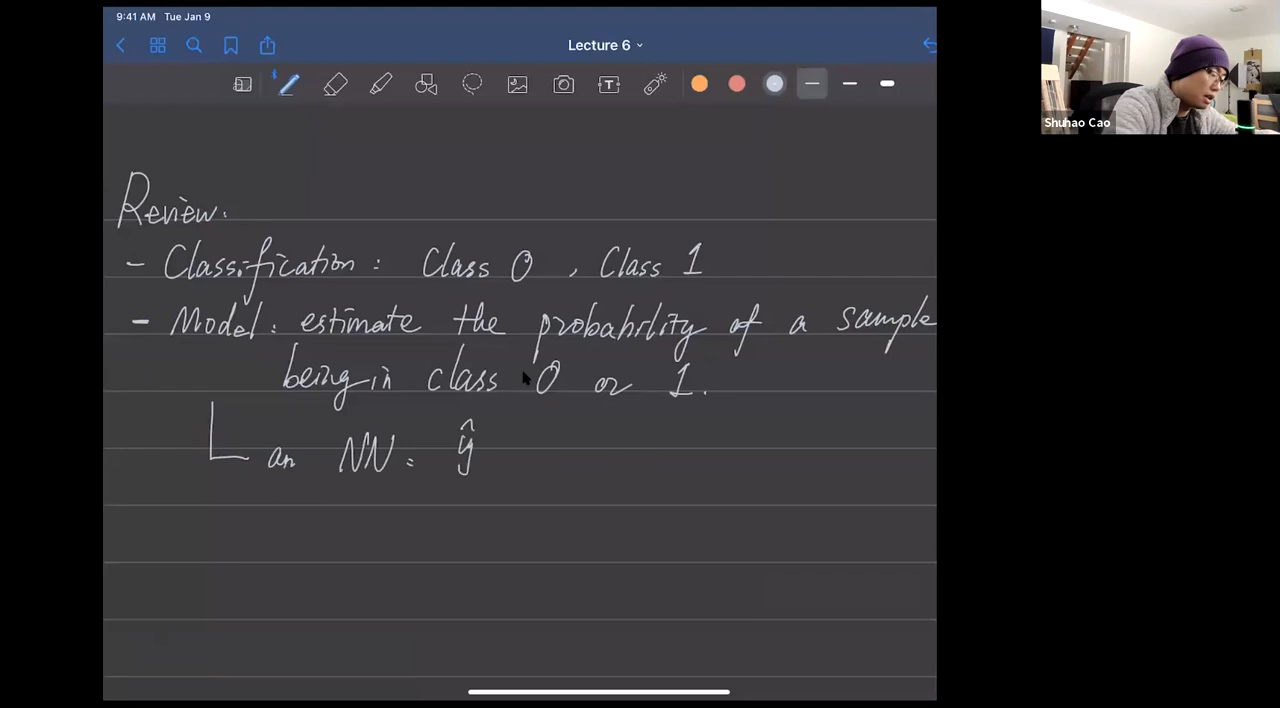 9:41 AM Tue Jan 9
Lecture 6
T
Shuhao Cao
Review.
- Classification : Class 0 , Class 1
- Model : estimate the probability of a sample
being in class 0 or 1.
an NN : ŷ